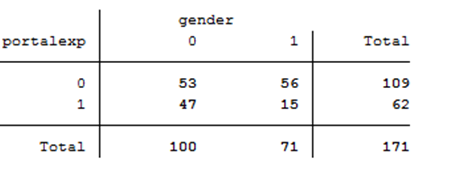 gender
portalexp 0 1 Total
0 53 56 109
1 47 15 62
Total 100 71 171